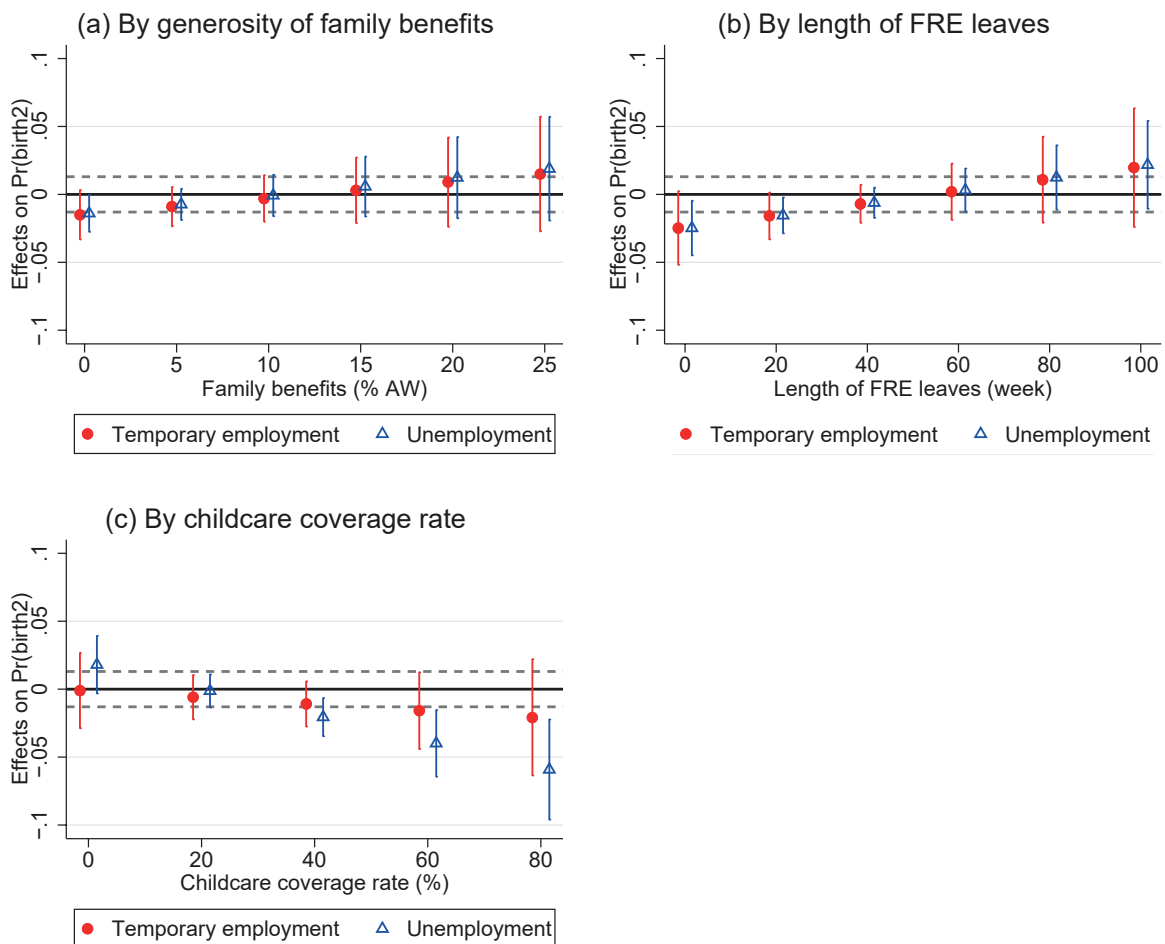 (a) By generosity of family benefits
Effects on Pr(birth2)
.1
.05
0
−.05
−.1
0 5 10 15 20 25
Family benefits (% AW)
Temporary employment Unemployment
(b) By length of FRE leaves
Effects on Pr(birth2)
.1
.05
0
−.05
−.1
0 20 40 60 80 100
Length of FRE leaves (week)
Temporary employment Unemployment
(c) By childcare coverage rate
Effects on Pr(birth2)
.1
.05
0
−.05
−.1
0 20 40 60 80
Childcare coverage rate (%)
Temporary employment Unemployment